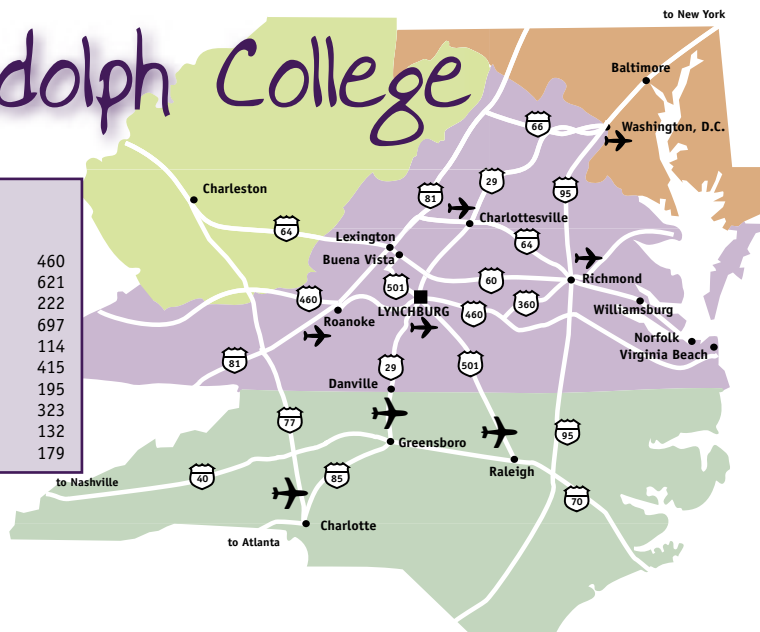 dolph College
to New York
Baltimore
66
Washington, D.C.
29
95
81
Charleston
Charlottesville
64
Lexington
64
Buena Vista
460
501
60
Richmond
621
460
LYNCHBURG
460
360
Williamsburg
222
Roanoke
697
Norfolk
114
81
29
501
Virginia Beach
415
Danville
195
323
77
95
132
Greensboro
179
Raleigh
to Nashville
40
85
70
Charlotte
to Atlanta